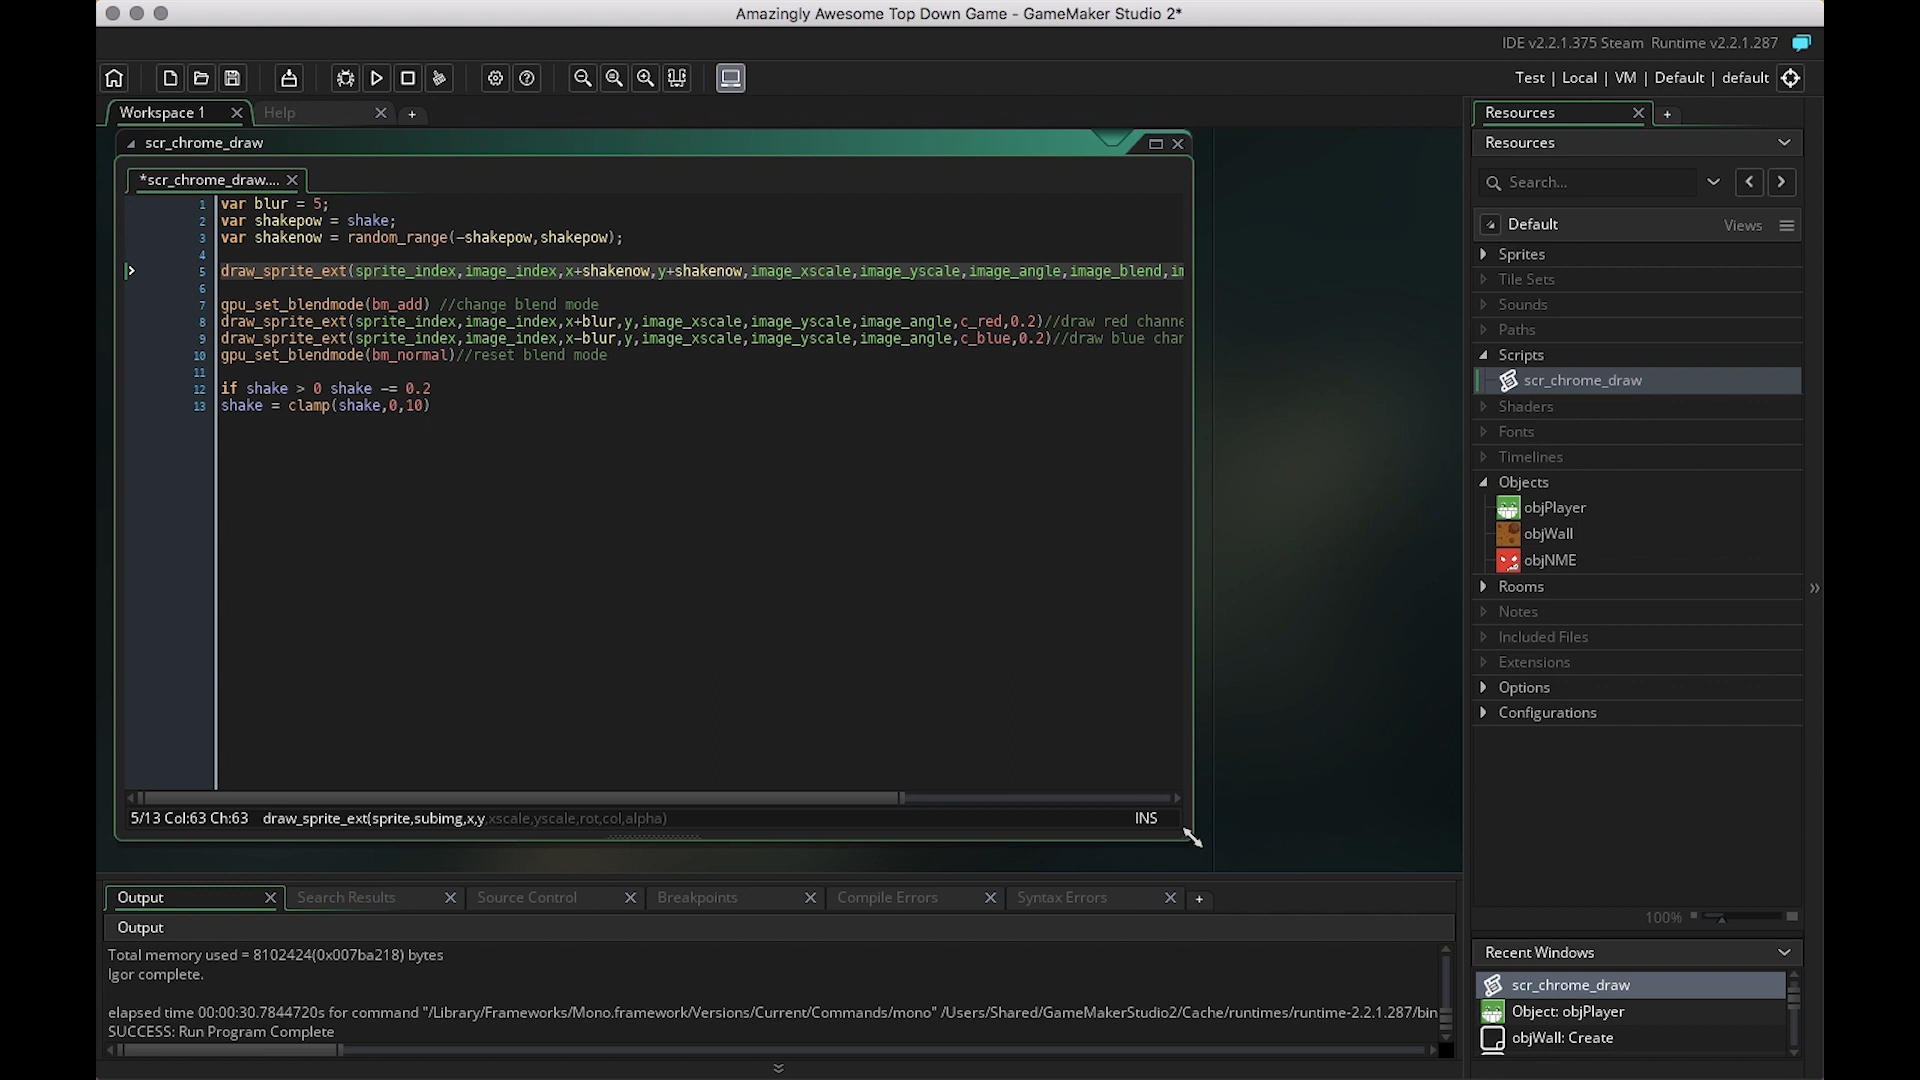 Amazingly Awesome Top Down Game - GameMaker Studio 2*
IDE v2.2.1.375 Steam Runtime v2.2.1.287
Test | Local | VM | Default | default
Workspace 1
Help
scr_chrome_draw
*scr_chrome_draw....
1 var blur = 5;
2 var shakepow = shake;
3 var shakenow = random_range(-shakepow,shakepow);
4
5 draw_sprite_ext(sprite_index,image_index,x+shakenow,y+shakenow,image_xscale,image_yscale,image_angle,image_blend,im
6
7 gpu_set_blendmode(bm_add) //change blend mode
8 draw_sprite_ext(sprite_index,image_index,x+blur,y,image_xscale,image_yscale,image_angle,c_red,0.2)//draw red channe
9 draw_sprite_ext(sprite_index,image_index,x-blur,y,image_xscale,image_yscale,image_angle,c_blue,0.2)//draw blue chan
10 gpu_set_blendmode(bm_normal)//reset blend mode
11
12 if shake > 0 shake -= 0.2
13 shake = clamp(shake,0,10)
5/13 Col:63 Ch:63 draw_sprite_ext(sprite,subimg,x,y,xscale,yscale,rot,col,alpha)
INS
Resources
Resources
Search...
Default
Views
Sprites
Tile Sets
Sounds
Paths
Scripts
scr_chrome_draw
Shaders
Fonts
Timelines
Objects
objPlayer
objWall
objNME
Rooms
Notes
Included Files
Extensions
Options
Configurations
100%
Recent Windows
scr_chrome_draw
Object: objPlayer
objWall: Create
Output
Search Results
Source Control
Breakpoints
Compile Errors
Syntax Errors
Output
Total memory used = 8102424(0x007ba218) bytes
Igor complete.
elapsed time 00:00:30.7844720s for command "/Library/Frameworks/Mono.framework/Versions/Current/Commands/mono" /Users/Shared/GameMakerStudio2/Cache/runtimes/runtime-2.2.1.287/bin
SUCCESS: Run Program Complete